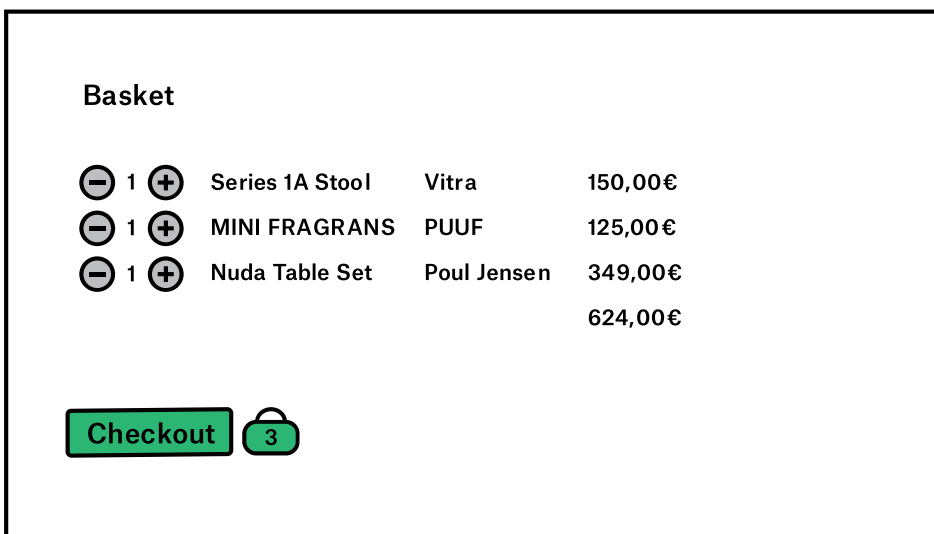 Basket
− 1 + Series 1A Stool Vitra 150,00€
− 1 + MINI FRAGRANS PUUF 125,00€
− 1 + Nuda Table Set Poul Jensen 349,00€
624,00€
Checkout 3